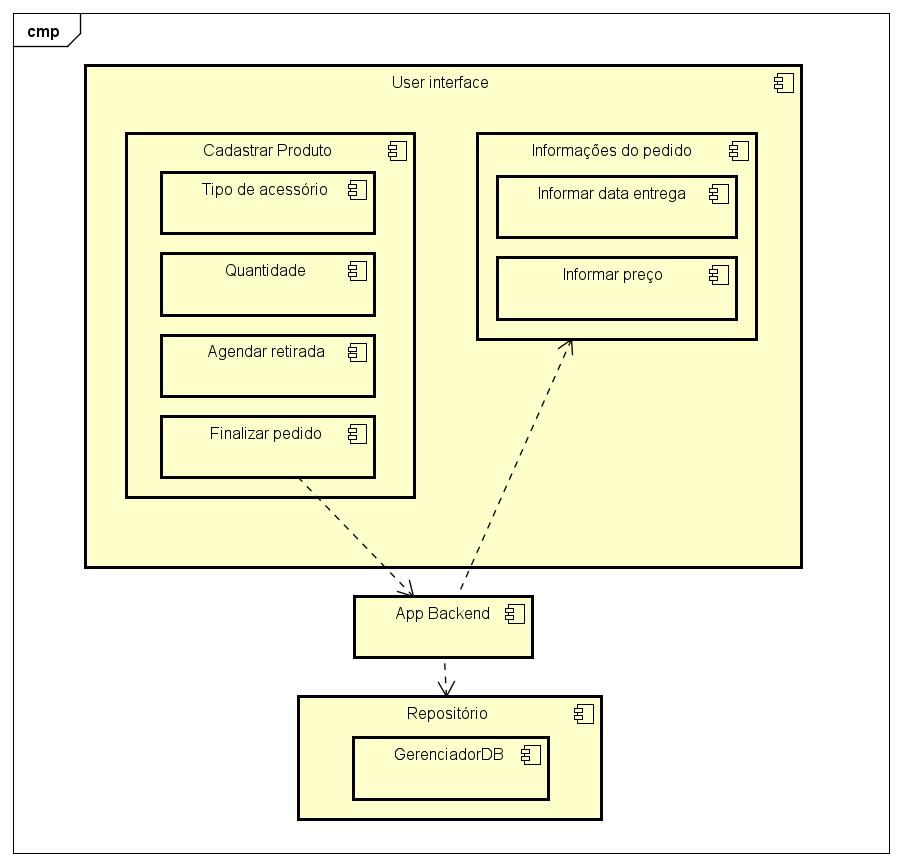 cmp
User interface
Cadastrar Produto
Tipo de acessório
Quantidade
Agendar retirada
Finalizar pedido
Informações do pedido
Informar data entrega
Informar preço
App Backend
Repositório
GerenciadorDB